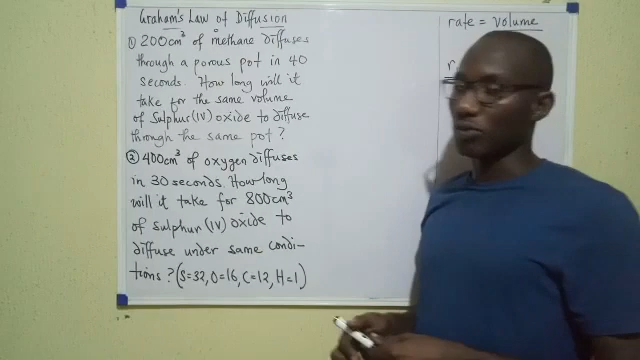 Graham's Law of Diffusion
① 200cm³ of methane diffuses
through a porous pot in 40
seconds. How long will it
take for the same volume
of Sulphur(IV) oxide to diffuse
through the same pot?
② 400cm³ of oxygen diffuses
in 30 seconds. How long
will it take for 800cm³
of sulphur (IV) oxide to
diffuse under same condi-
tions? (S=32, O=16, C=12, H=1)
rate = volume
r